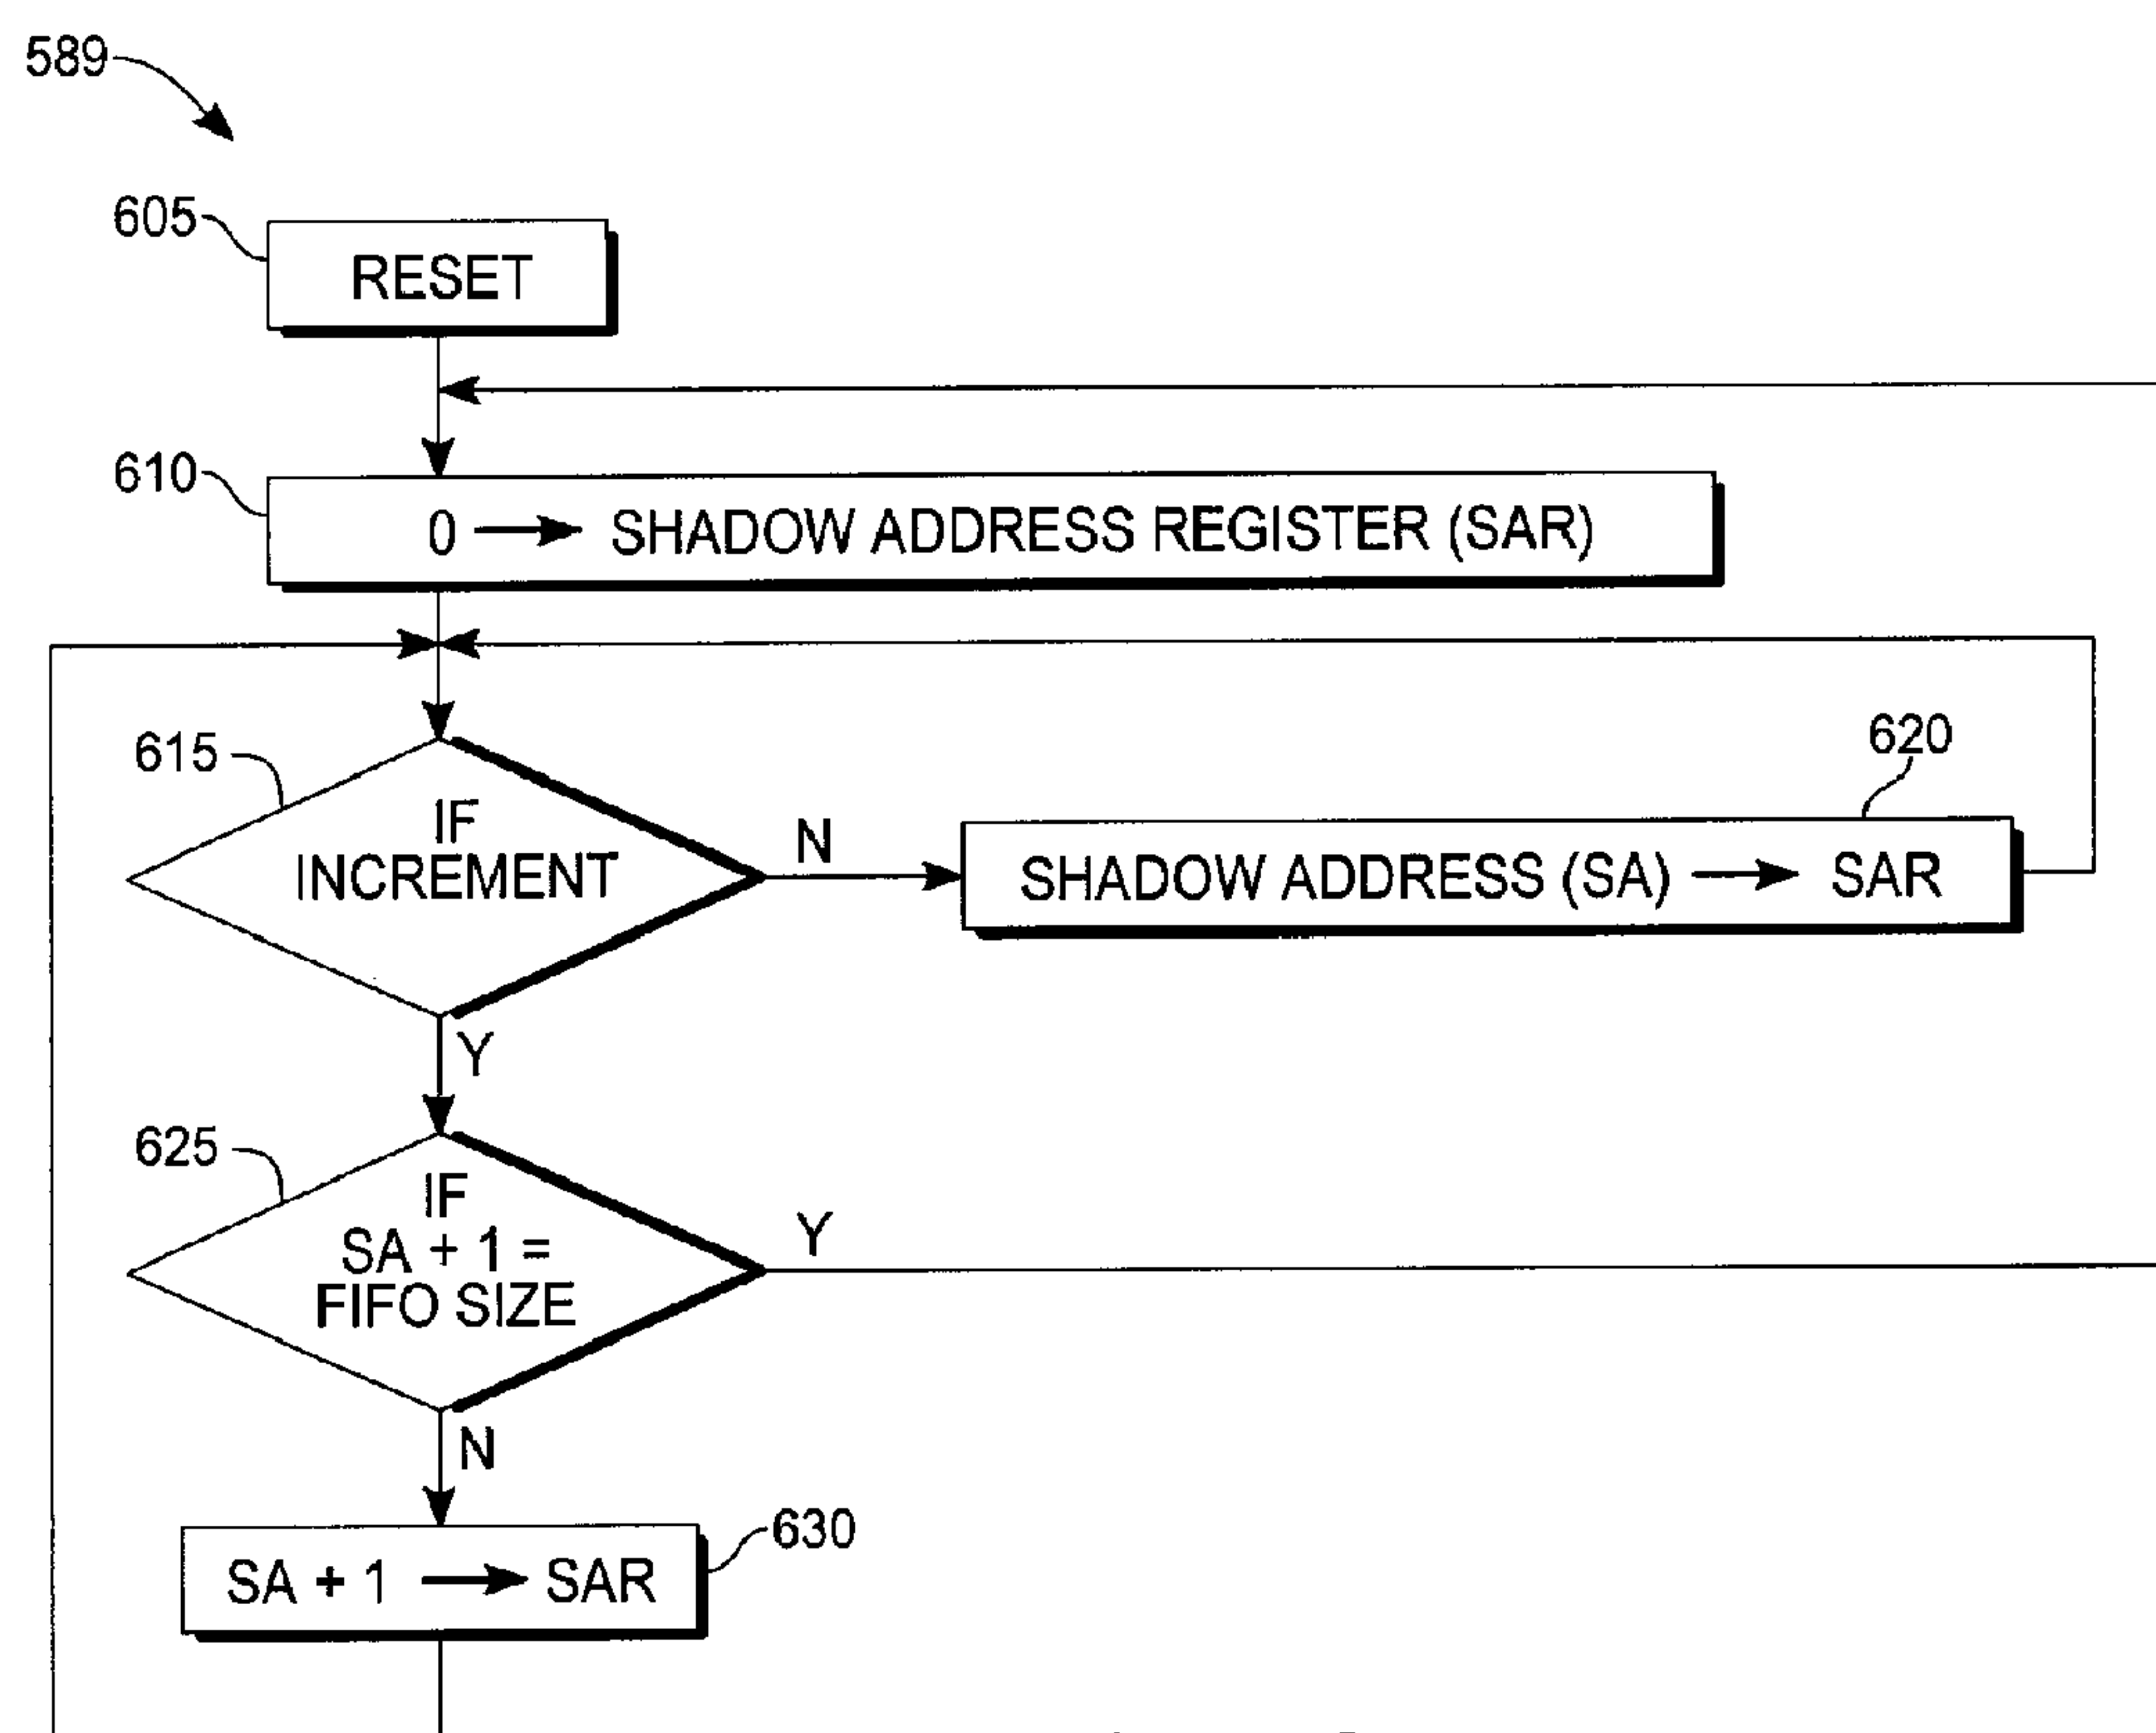 589
605
RESET
610
0 → SHADOW ADDRESS REGISTER (SAR)
615
IF
INCREMENT
N
620
SHADOW ADDRESS (SA) → SAR
Y
625
IF
SA + 1 =
FIFO SIZE
Y
N
630
SA + 1 → SAR